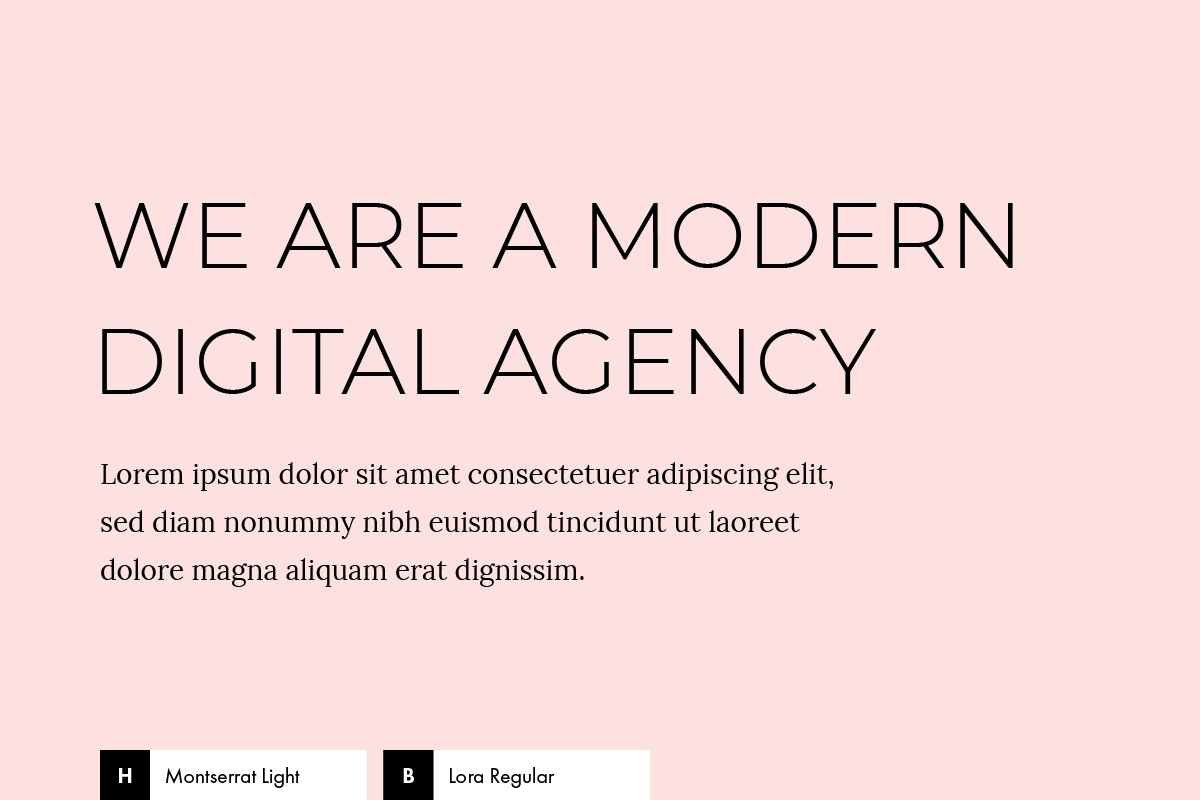 WE ARE A MODERN
DIGITAL AGENCY
Lorem ipsum dolor sit amet consectetuer adipiscing elit,
sed diam nonummy nibh euismod tincidunt ut laoreet
dolore magna aliquam erat dignissim.
H Montserrat Light B Lora Regular